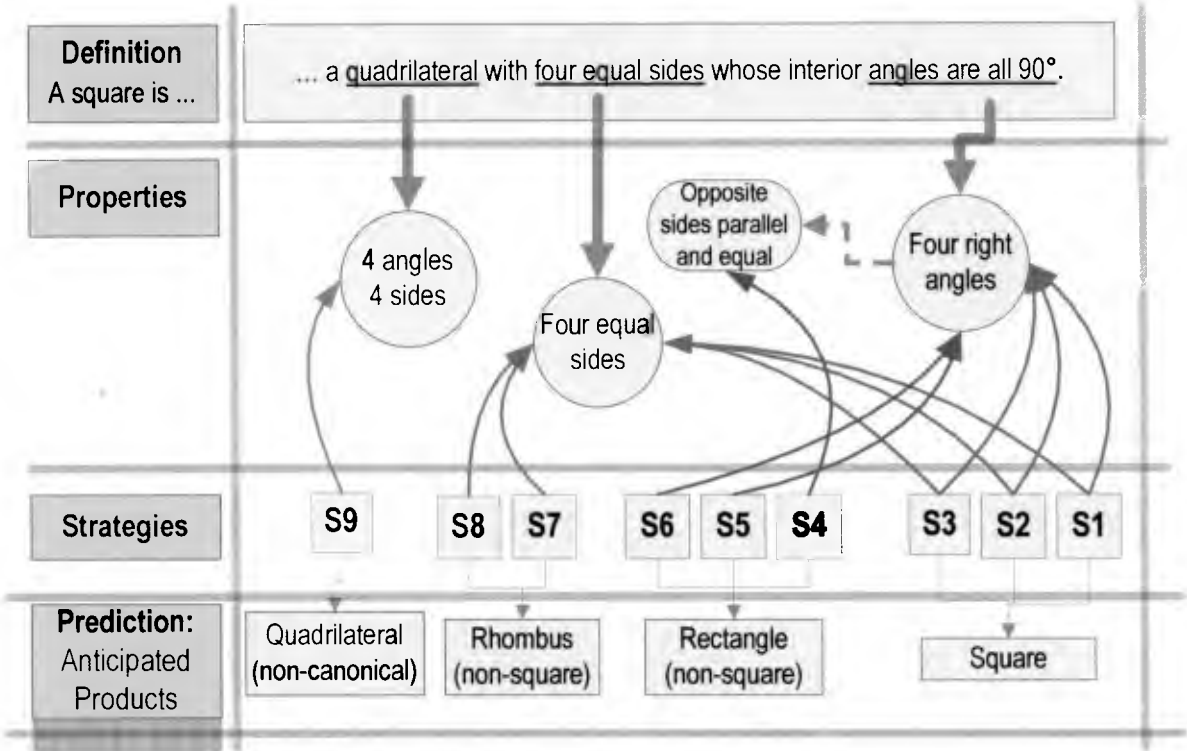 Definition
A square is ...
... a quadrilateral with four equal sides whose interior angles are all 90°.
Properties
4 angles
4 sides
Four equal
sides
Opposite
sides parallel
and equal
Four right
angles
Strategies
S9
S8
S7
S6
S5
S4
S3
S2
S1
Prediction:
Anticipated
Products
Quadrilateral
(non-canonical)
Rhombus
(non-square)
Rectangle
(non-square)
Square